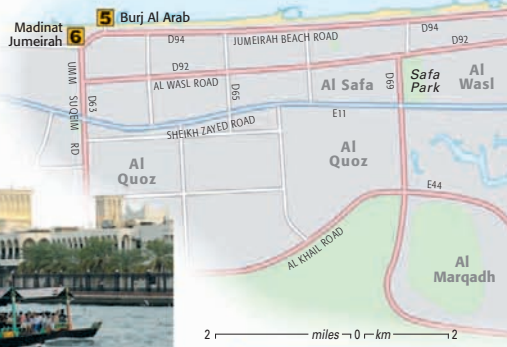 5 Burj Al Arab
Madinat
Jumeirah 6
D94
JUMEIRAH BEACH ROAD
D94
D92
D92
AL WASL ROAD
UMM SUQEIM RD
D63
D65
Al Safa
D69
Safa
Park
Al
Wasl
E11
SHEIKH ZAYED ROAD
Al
Quoz
Al
Quoz
E44
AL KHAIL ROAD
Al
Marqadh
2 miles 0 km 2